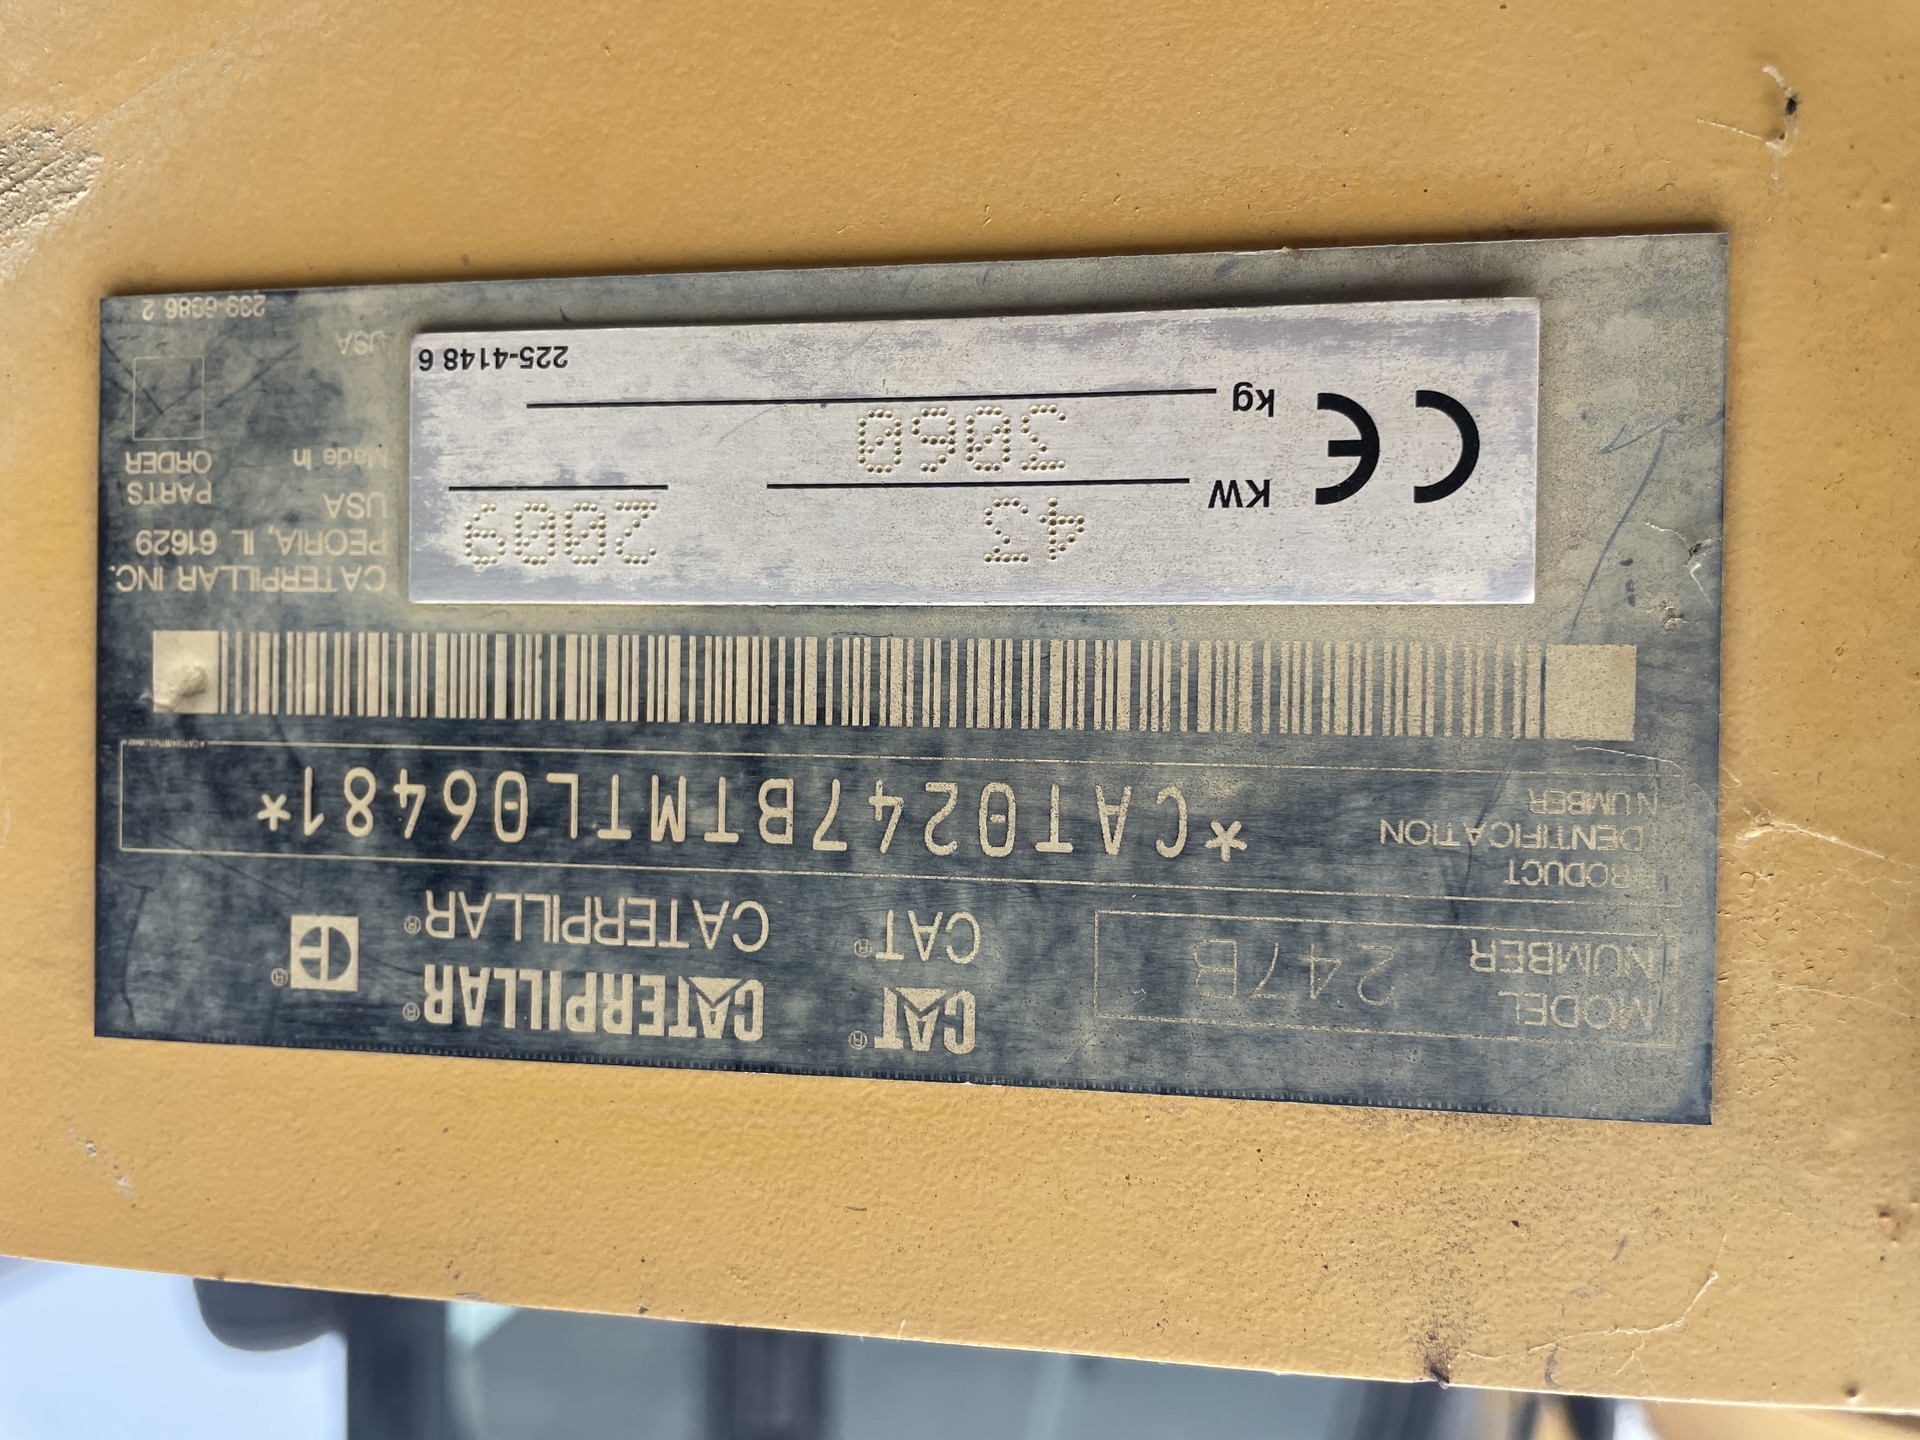 MODEL
NUMBER
247B
CAT®
CATERPILLAR®
CAT®
CATERPILLAR®
PRODUCT
IDENTIFICATION
NUMBER
*CAT0247BTMTL06481*
CE
KW
43
2009
kg
3060
225-4148 6
CATERPILLAR INC.
PEORIA, IL 61629
USA
PARTS
ORDER
Made In
USA
239-6986 2